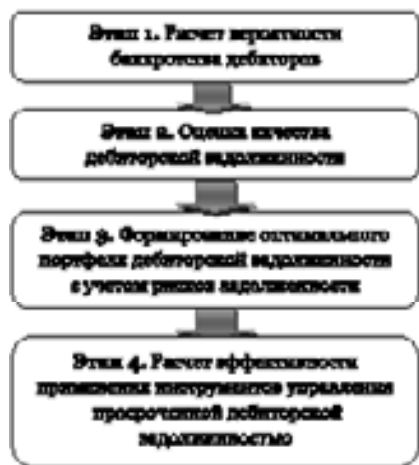 Этап 1. Расчет вероятности
банкротства дебиторов
Этап 2. Оценка качества
дебиторской задолженности
Этап 3. Формирование оптимального
портфеля дебиторской задолженности
с учетом рисков задолженности
Этап 4. Расчет эффективности
применения инструментов управления
просроченной дебиторской
задолженностью